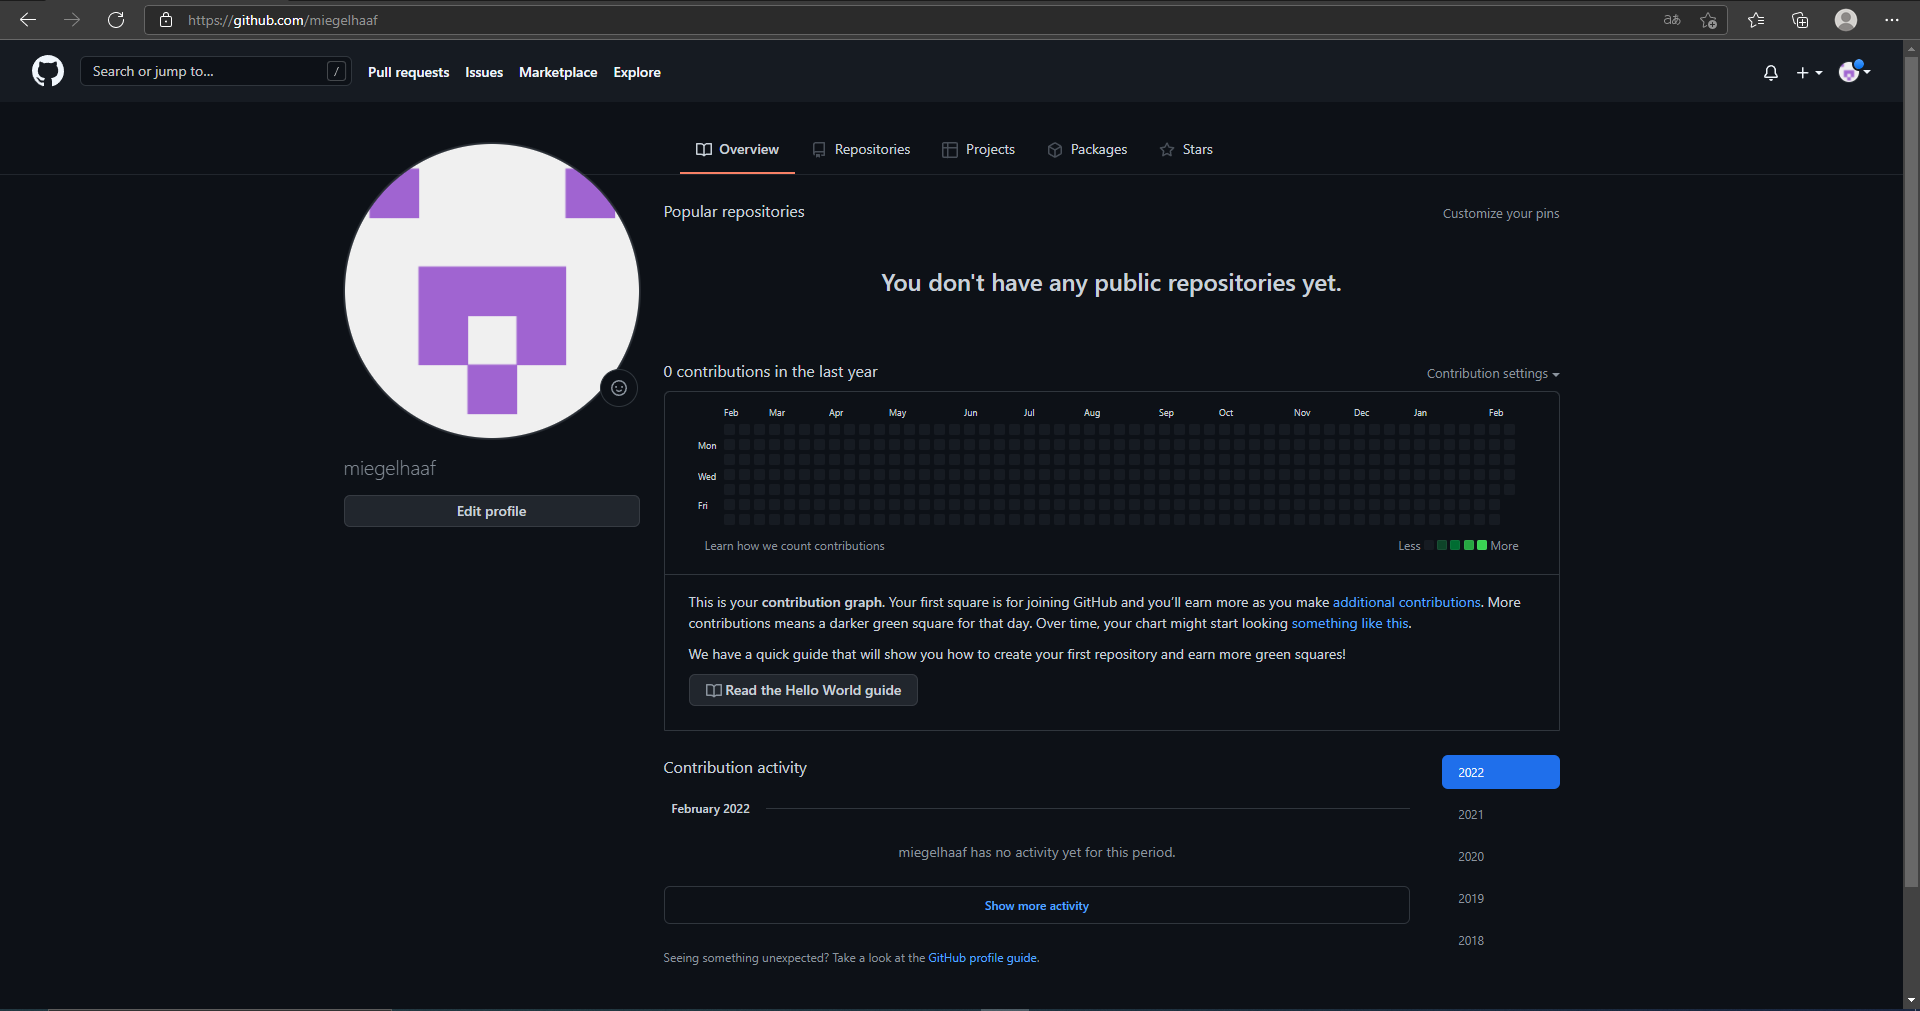 https://github.com/miegelhaaf
aあ
Search or jump to... /
Pull requests Issues Marketplace Explore
Overview Repositories Projects Packages Stars
Popular repositories
Customize your pins
You don't have any public repositories yet.
0 contributions in the last year
Contribution settings
Feb Mar Apr May Jun Jul Aug Sep Oct Nov Dec Jan Feb
Mon
Wed
Fri
Learn how we count contributions
Less More
miegelhaaf
Edit profile
This is your contribution graph. Your first square is for joining GitHub and you’ll earn more as you make additional contributions. More
contributions means a darker green square for that day. Over time, your chart might start looking something like this.
We have a quick guide that will show you how to create your first repository and earn more green squares!
Read the Hello World guide
Contribution activity
February 2022
miegelhaaf has no activity yet for this period.
Show more activity
Seeing something unexpected? Take a look at the GitHub profile guide.
2022
2021
2020
2019
2018